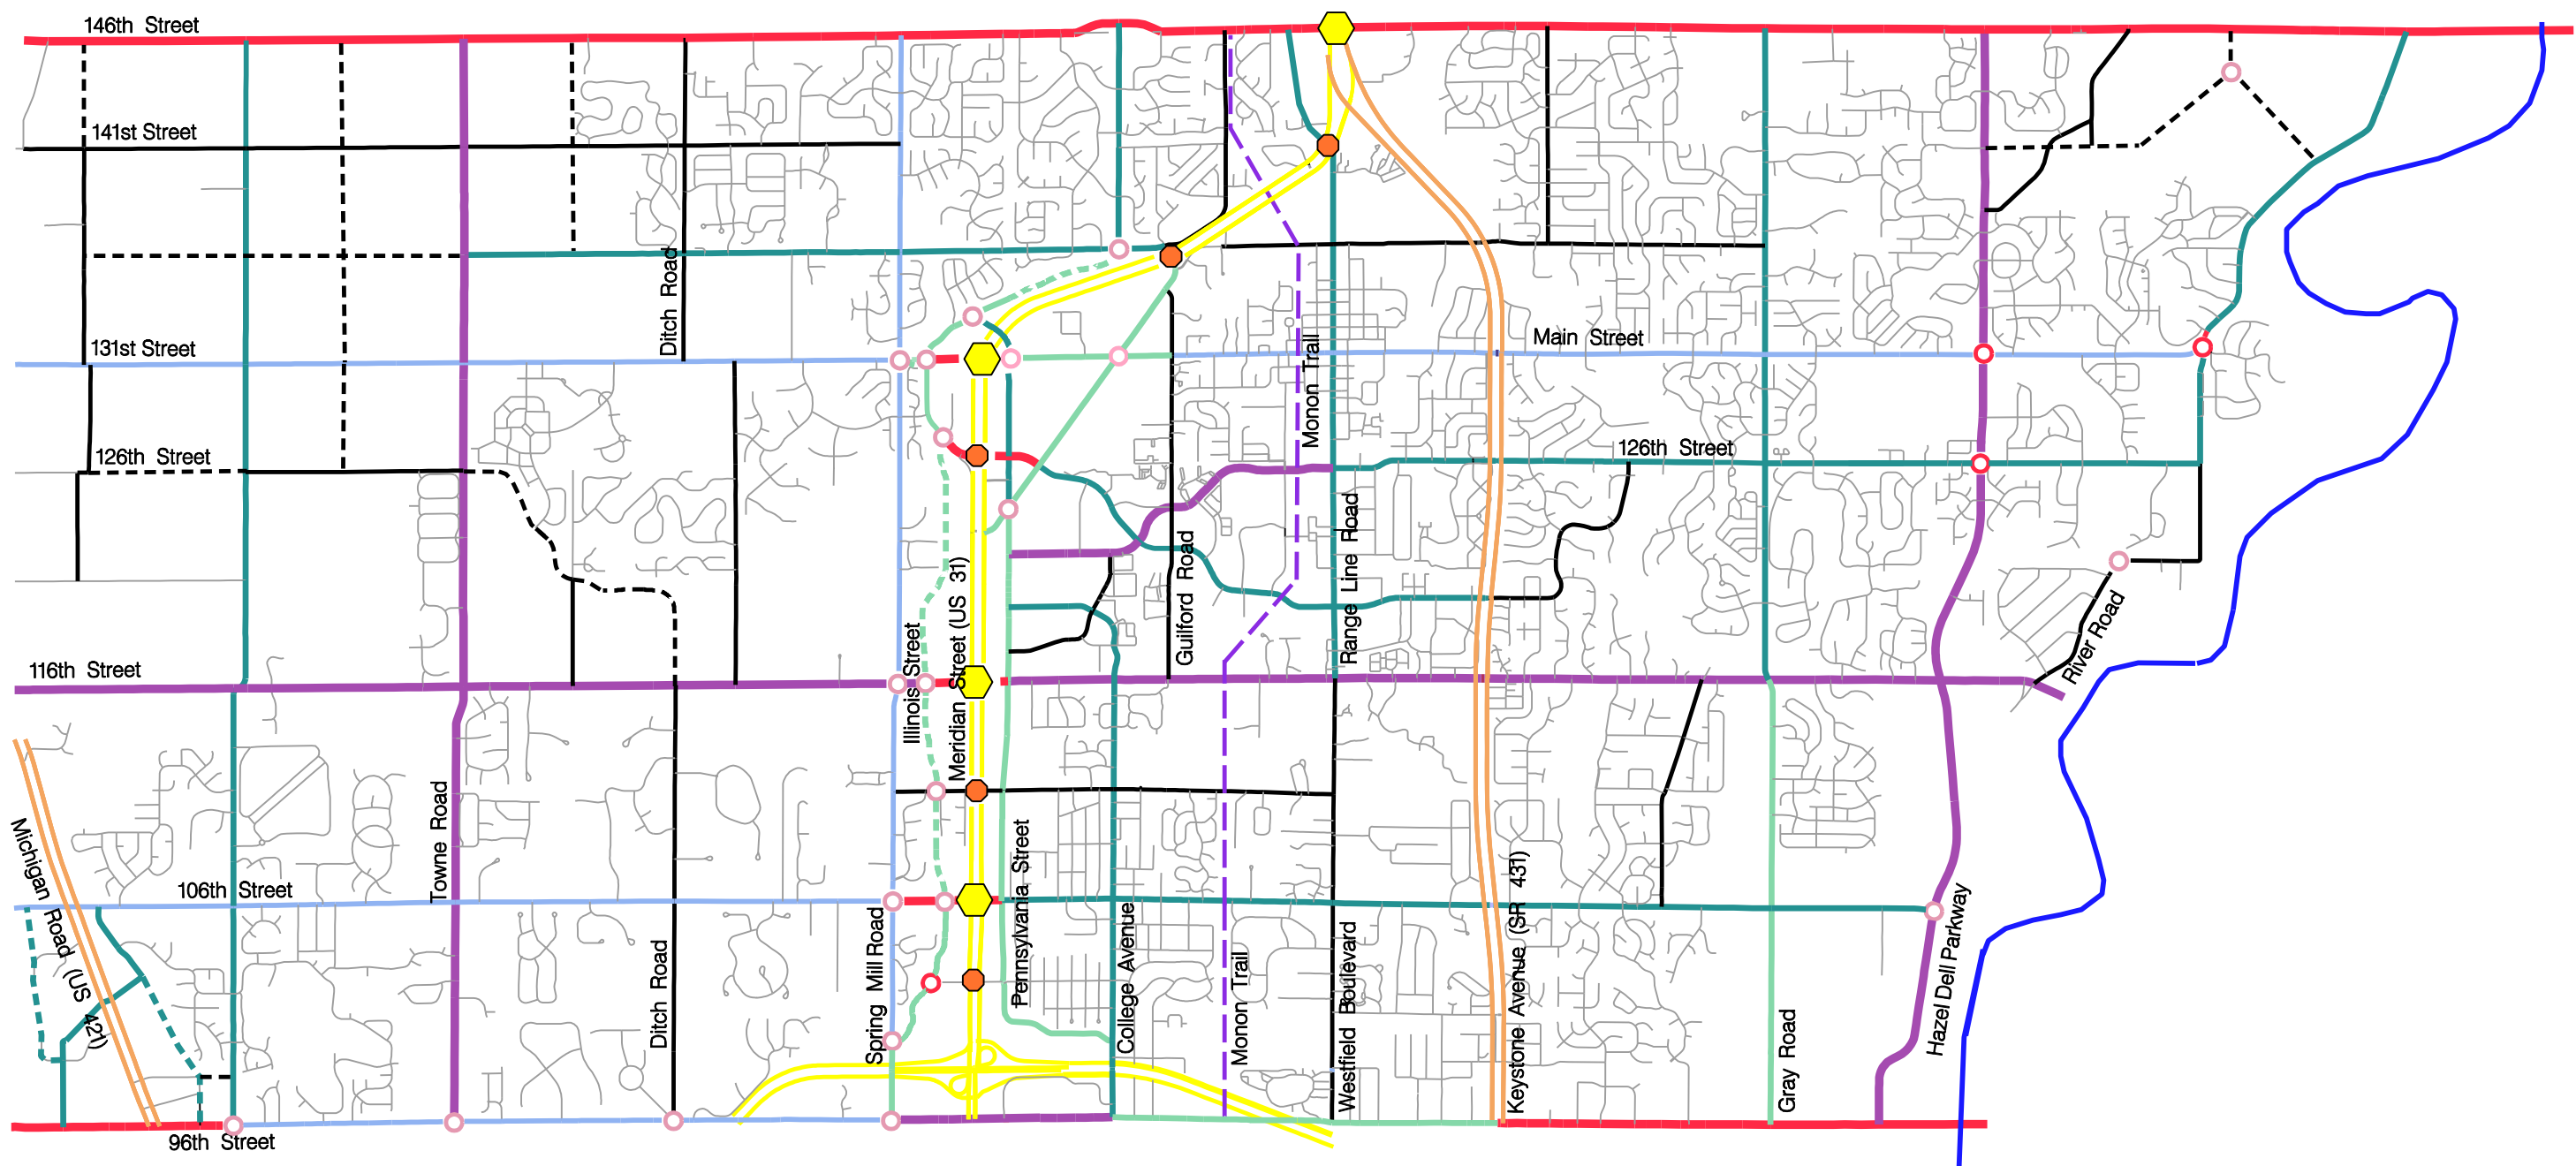 146th Street
141st Street
Ditch Road
131st Street
Main Street
Monon Trail
126th Street
126th Street
Range Line Road
Guilford Road
Meridian Street (US 31)
Illinois Street
116th Street
River Road
Towne Road
Michigan Road (US 421)
106th Street
Pennsylvania Street
Keystone Avenue (SR 431)
Hazel Dell Parkway
Spring Mill Road
College Avenue
Ditch Road
Monon Trail
Westfield Boulevard
Gray Road
96th Street